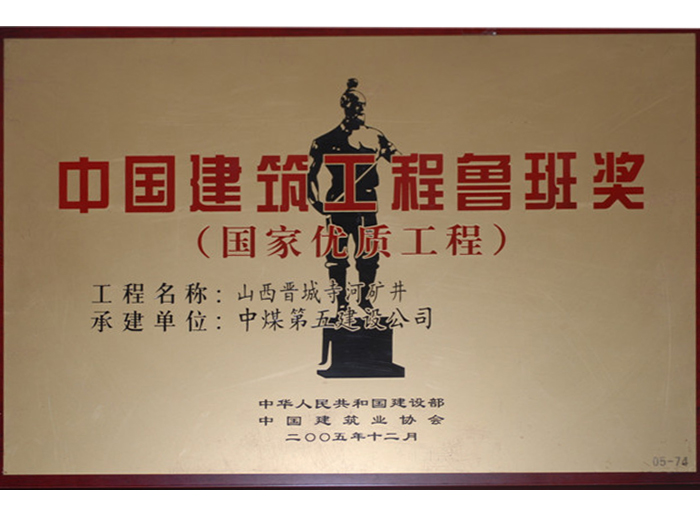 中国建筑工程鲁班奖
（国家优质工程）
工程名称：山西晋城寺河矿井
承建单位：中煤第五建设公司
中华人民共和国建设部
中国建筑业协会
二〇〇五年十二月
05-74